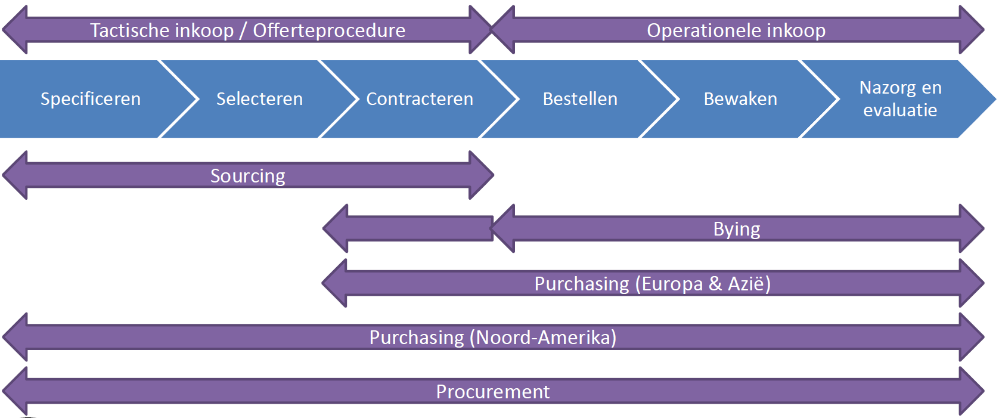 Tactische inkoop / Offerteprocedure
Operationele inkoop
Specificeren
Selecteren
Contracteren
Bestellen
Bewaken
Nazorg en
evaluatie
Sourcing
Bying
Purchasing (Europa & Azië)
Purchasing (Noord-Amerika)
Procurement